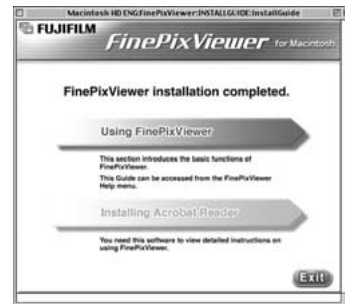 Macintosh HD ENG:FinePixViewer:INSTALLGUIDE:InstallGuide
FUJIFILM
FinePixViewer for Macintosh
FinePixViewer installation completed.
Using FinePixViewer
This section introduces the basic functions of
FinePixViewer.
This Guide can be accessed from the FinePixViewer
Help menu.
Installing Acrobat Reader
You need this software to view detailed instructions on
using FinePixViewer.
Exit